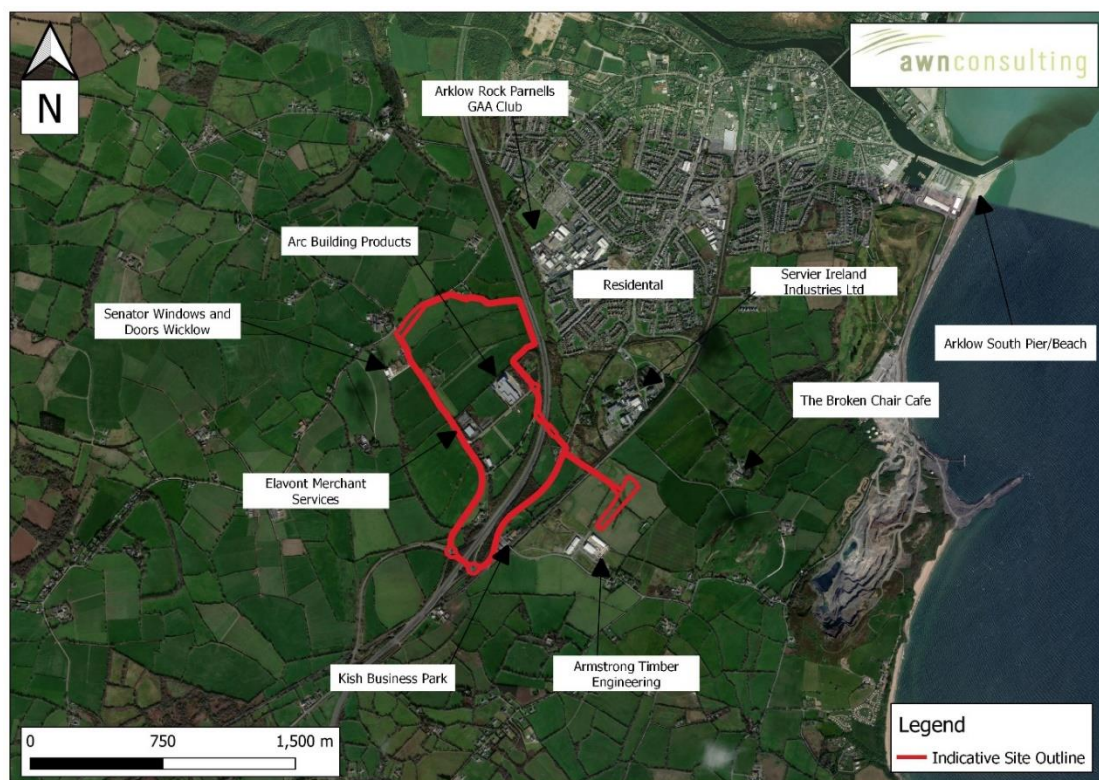 awnconsulting
N
Arklow Rock Parnells
GAA Club
Arc Building Products
Senator Windows and
Doors Wicklow
Residental
Servier Ireland
Industries Ltd
Arklow South Pier/Beach
The Broken Chair Cafe
Elavont Merchant
Services
Kish Business Park
Armstrong Timber
Engineering
0 750 1,500 m
Legend
Indicative Site Outline